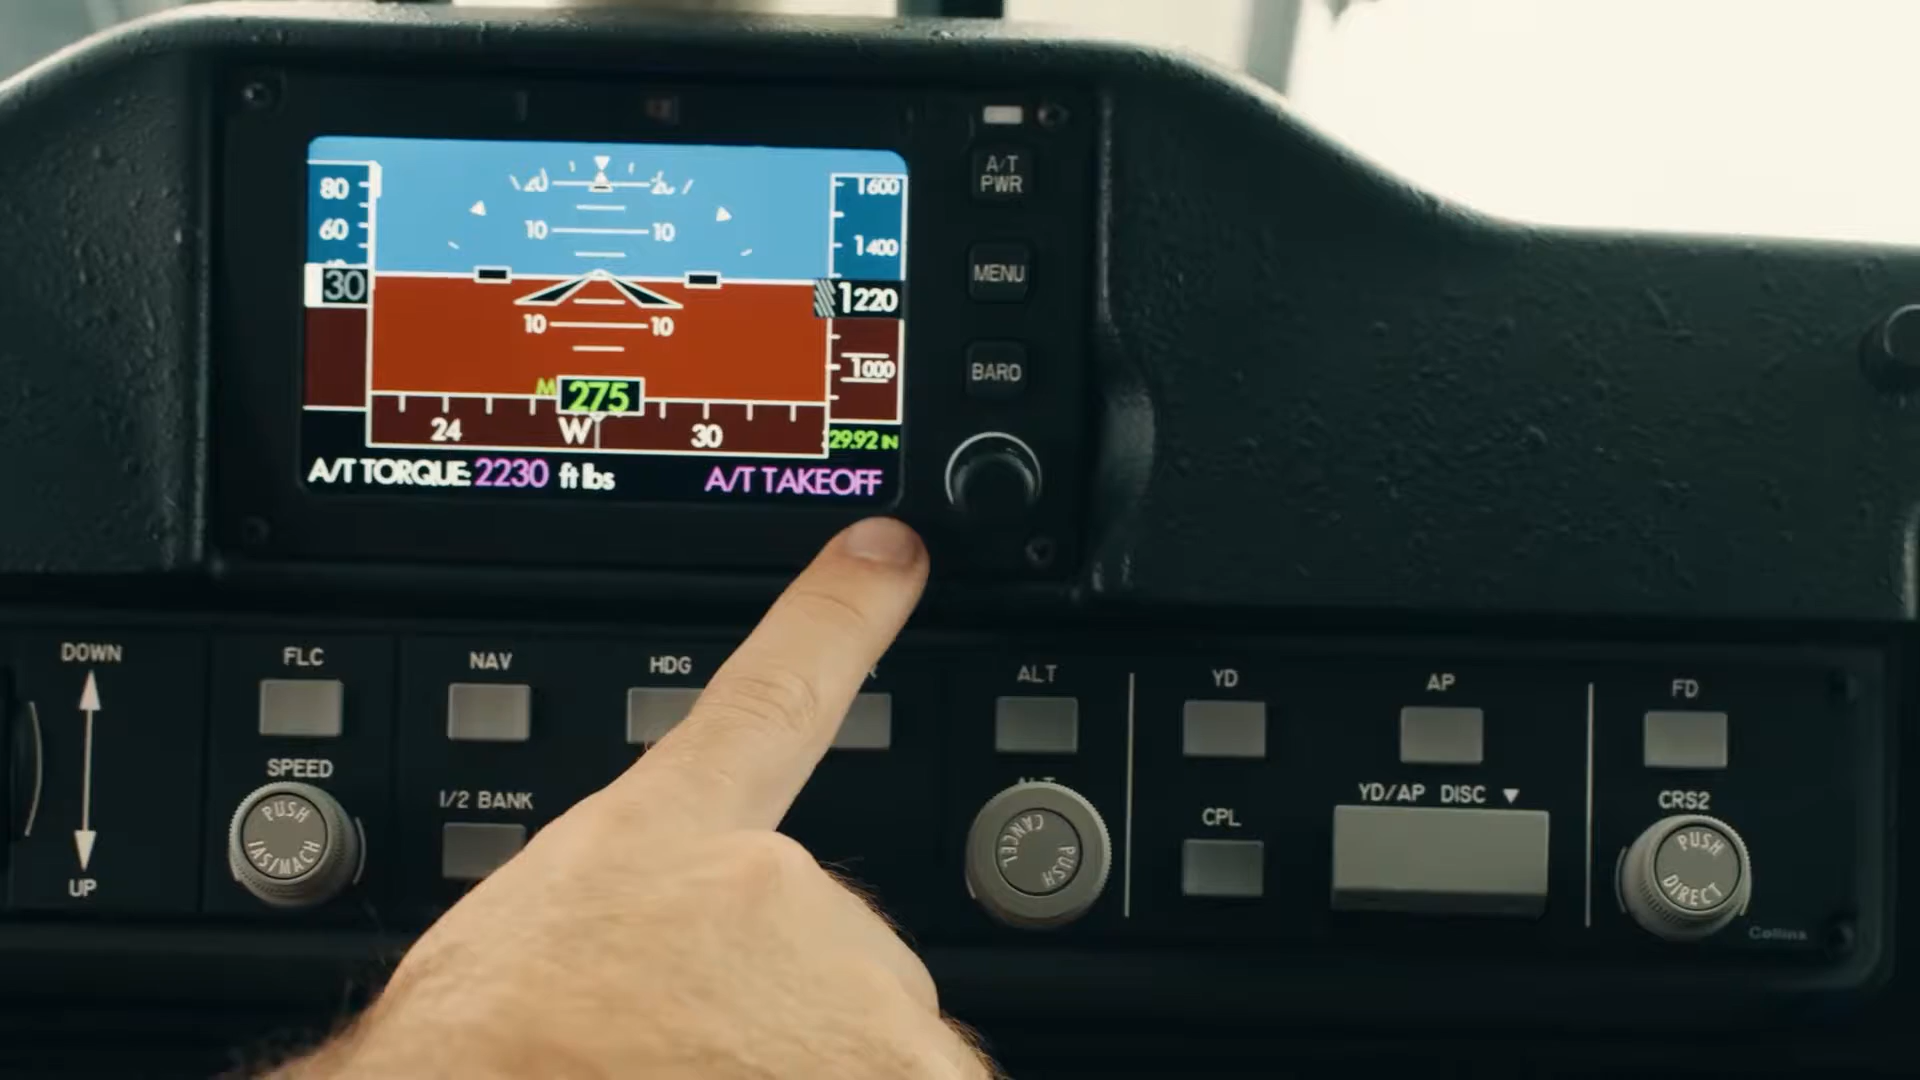 A/T
PWR
MENU
BARO
80
60
30
20
10 10
10 10
1600
1400
1220
1000
M 275
24 W 30
29.92 IN
A/T TORQUE 2230 ft lbs A/T TAKEOFF
DOWN
UP
FLC
SPEED
PUSH
IAS/MACH
NAV
1/2 BANK
HDG
ALT
PUSH
CANCEL
YD
CPL
AP
YD/AP DISC
FD
CRS2
PUSH
DIRECT
Collins